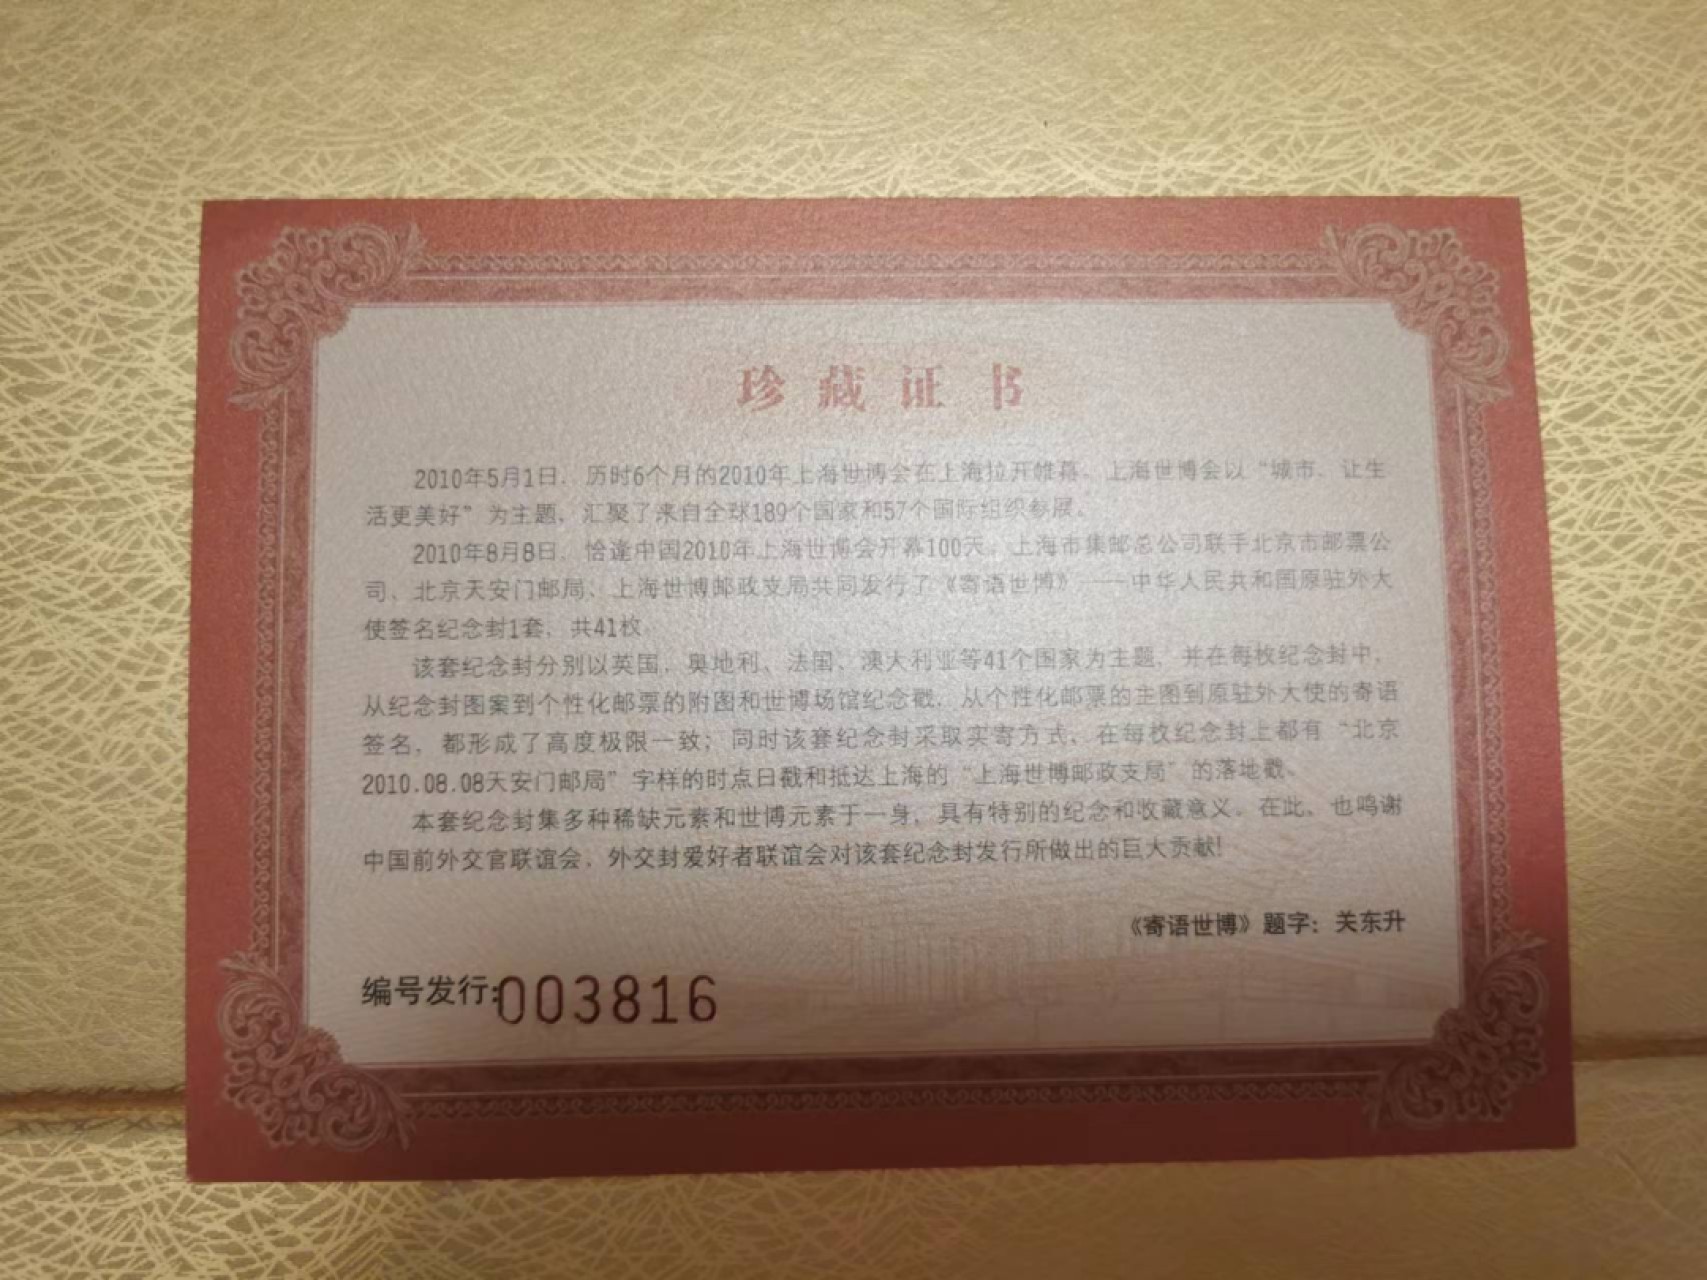 珍藏证书
2010年5月1日，历时6个月的2010年上海世博会在上海拉开帷幕。上海世博会以“城市，让生
活更美好”为主题，汇聚了来自全球189个国家和57个国际组织参展。
2010年8月8日，恰逢中国2010年上海世博会开幕100天，上海市集邮总公司联手北京市邮票公
司、北京天安门邮局、上海世博邮政支局共同发行了《寄语世博》——中华人民共和国原驻外大
使签名纪念封1套，共41枚。
该套纪念封分别以英国、奥地利、法国、澳大利亚等41个国家为主题，并在每枚纪念封中，
从纪念封图案到个性化邮票的附图和世博场馆纪念戳，从个性化邮票的主图到原驻外大使的寄语
签名，都形成了高度极限一致；同时该套纪念封采取实寄方式，在每枚纪念封上都有“北京
2010.08.08天安门邮局”字样的时点日戳和抵达上海的“上海世博邮政支局”的落地戳。
本套纪念封集多种稀缺元素和世博元素于一身，具有特别的纪念和收藏意义。在此，也鸣谢
中国前外交官联谊会、外交封爱好者联谊会对该套纪念封发行所做出的巨大贡献!
《寄语世博》题字：关东升
编号发行:003816